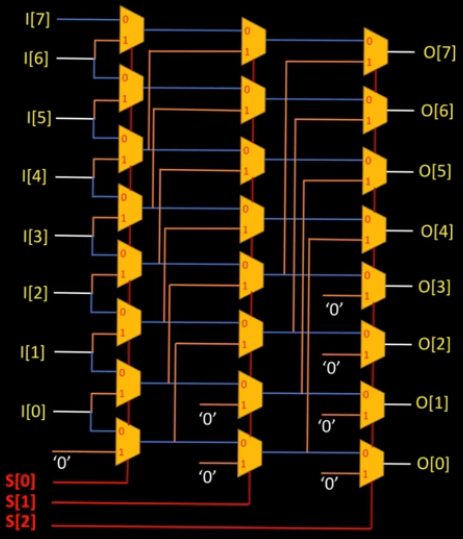 I[7] 0 0 0 O[7]
1 1 1
I[6] 0 0 0 O[6]
1 1 1
I[5] 0 0 0 O[5]
1 1 1
I[4] 0 0 0 O[4]
1 1 1
I[3] 0 0 0 O[3]
1 1 1
'0'
I[2] 0 0 0 O[2]
1 1 1
'0'
I[1] 0 0 0 O[1]
1 1 1
'0' '0'
I[0] 0 0 0 O[0]
1 1 1
'0' '0' '0'
S[0]
S[1]
S[2]